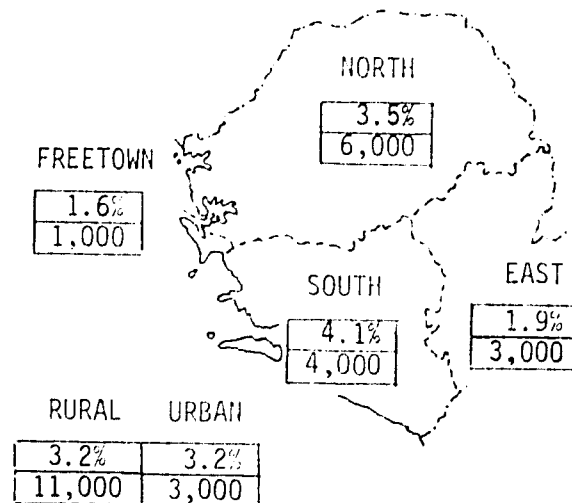 NORTH
3.5%
6,000
FREETOWN
1.6%
1,000
SOUTH
4.1%
4,000
EAST
1.9%
3,000
RURAL URBAN
3.2% 3.2%
11,000 3,000